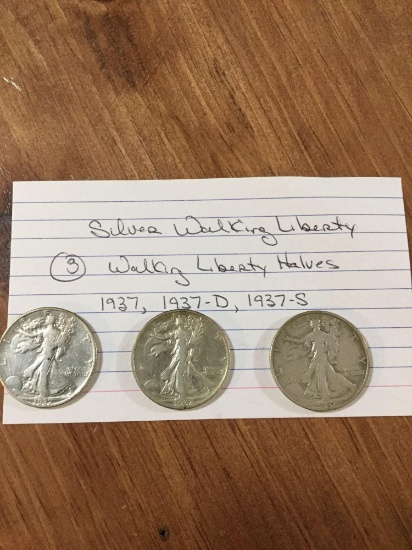 Silver Walking Liberty
③ Walking Liberty Halves
1937, 1937-D, 1937-S